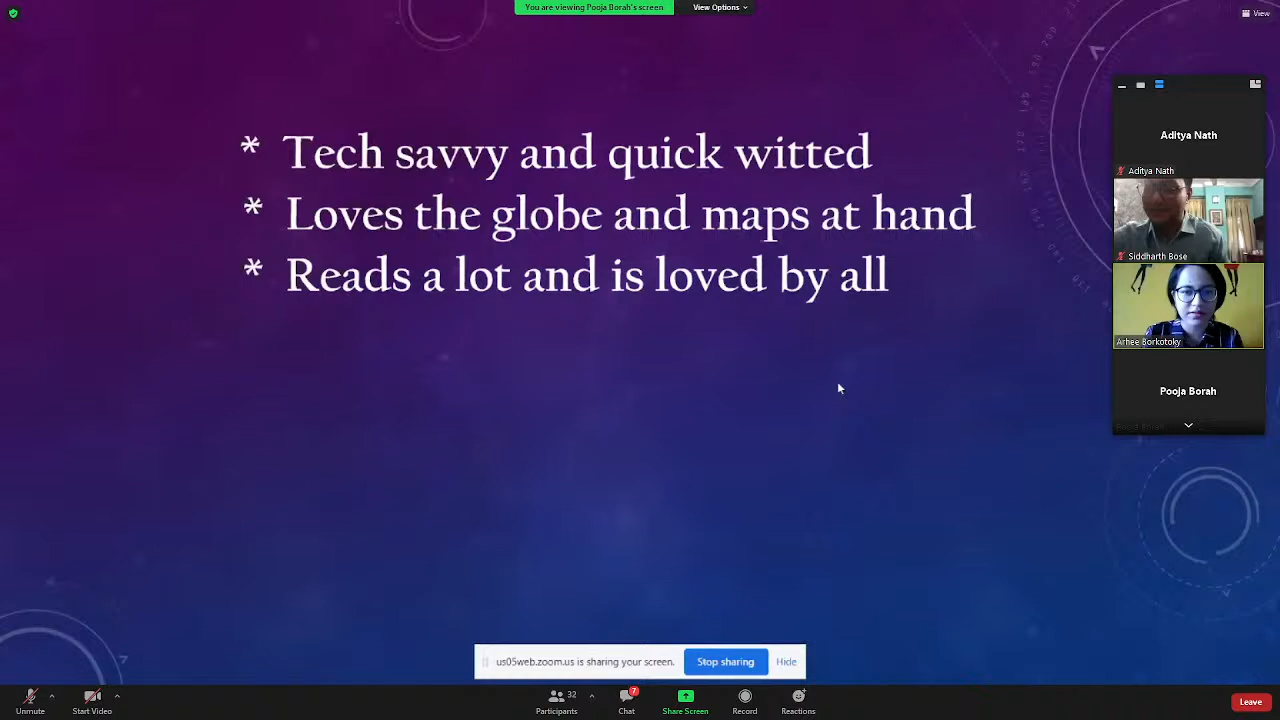 You are viewing Pooja Borah's screen
View Options
View
* Tech savvy and quick witted
* Loves the globe and maps at hand
* Reads a lot and is loved by all
Aditya Nath
Aditya Nath
Siddharth Bose
Arhee Borkotoky
Pooja Borah
Pooja Borah
us05web.zoom.us is sharing your screen.
Stop sharing
Hide
Unmute
Start Video
Participants
32
Chat
7
Share Screen
Record
Reactions
Leave